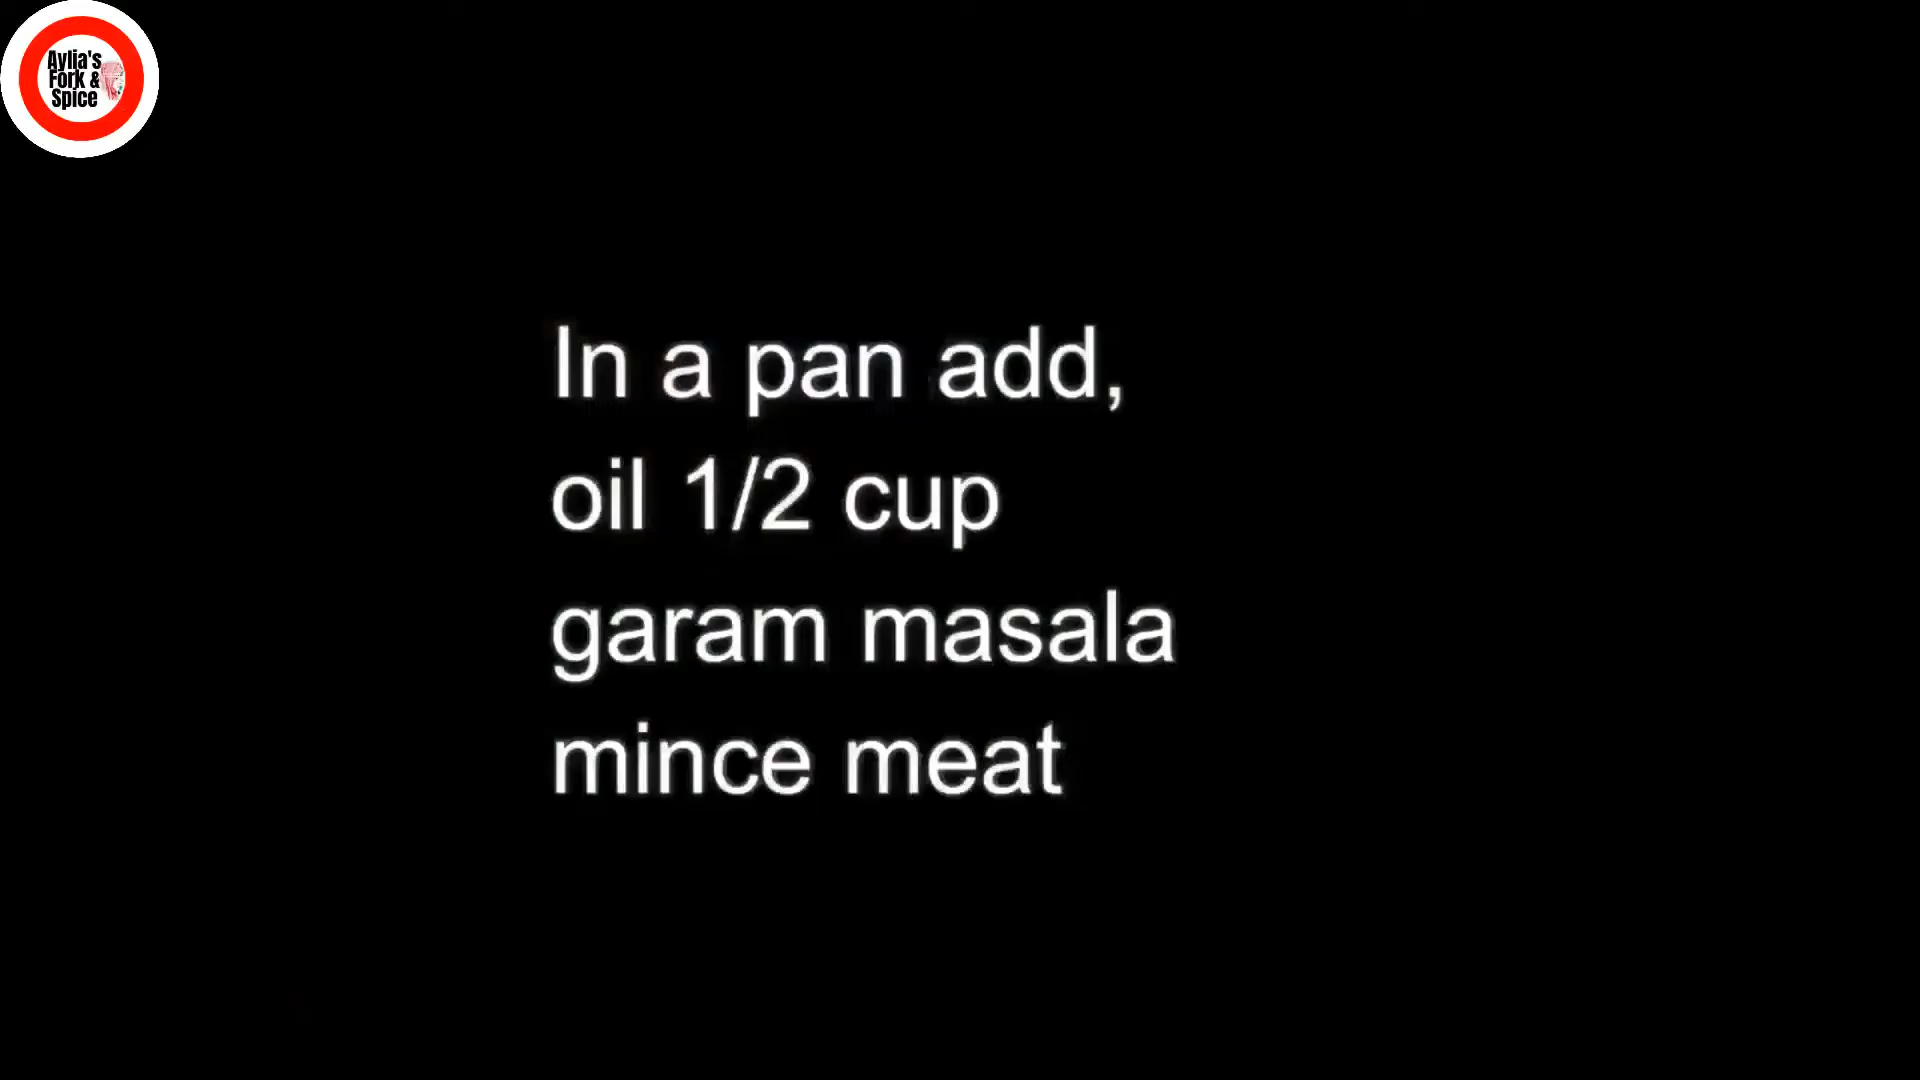 Aylia's
Fork &
Spice
In a pan add,
oil 1/2 cup
garam masala
mince meat